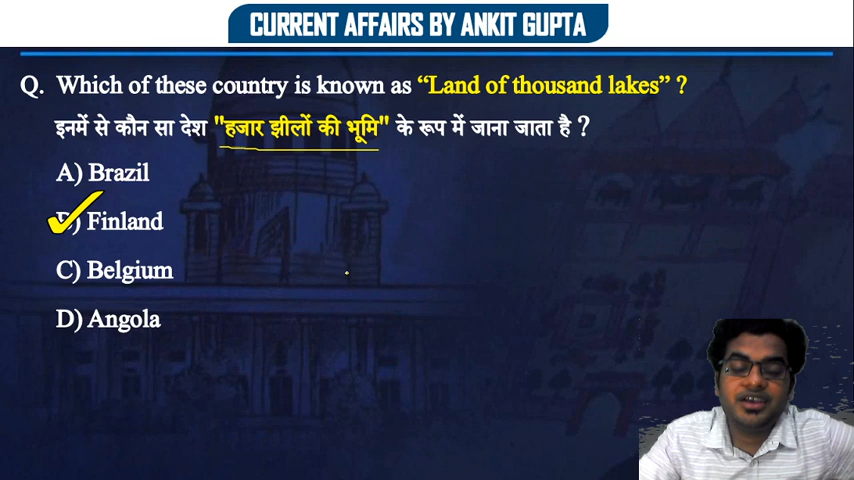 CURRENT AFFAIRS BY ANKIT GUPTA
Q. Which of these country is known as “Land of thousand lakes” ?
इनमें से कौन सा देश "हजार झीलों की भूमि" के रूप में जाना जाता है ?
A) Brazil
B) Finland
C) Belgium
D) Angola